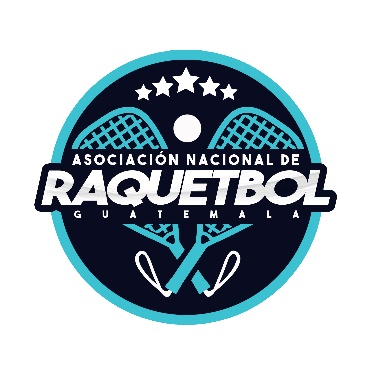 ASOCIACIÓN NACIONAL DE
RAQUETBOL
GUATEMALA